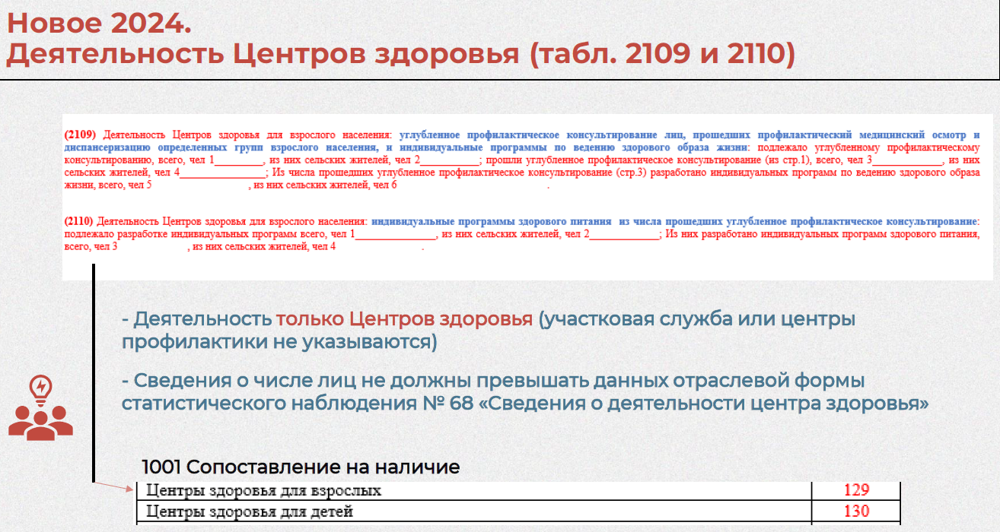 Новое 2024.
Деятельность Центров здоровья (табл. 2109 и 2110)
(2109) Деятельность Центров здоровья для взрослого населения: углубленное профилактическое консультирование лиц, прошедших профилактический медицинский осмотр и
диспансеризацию определенных групп взрослого населения, и индивидуальные программы по ведению здорового образа жизни: подлежало углубленному профилактическому
консультированию, всего, чел 1_________, из них сельских жителей, чел 2___________; прошли углубленное профилактическое консультирование (из стр.1), всего, чел 3_____________, из них
сельских жителей, чел 4________________; Из числа прошедших углубленное профилактическое консультирование (стр.3) разработано индивидуальных программ по ведению здорового образа
жизни, всего, чел 5 , из них сельских жителей, чел 6 .
(2110) Деятельность Центров здоровья для взрослого населения: индивидуальные программы здорового питания из числа прошедших углубленное профилактическое консультирование:
подлежало разработке индивидуальных программ всего, чел 1_______________, из них сельских жителей, чел 2_____________; Из них разработано индивидуальных программ здорового питания,
всего, чел 3 , из них сельских жителей, чел 4 .
- Деятельность только Центров здоровья (участковая служба или центры
профилактики не указываются)
- Сведения о числе лиц не должны превышать данных отраслевой формы
статистического наблюдения № 68 «Сведения о деятельности центра здоровья»
1001 Сопоставление на наличие
Центры здоровья для взрослых 129
Центры здоровья для детей 130